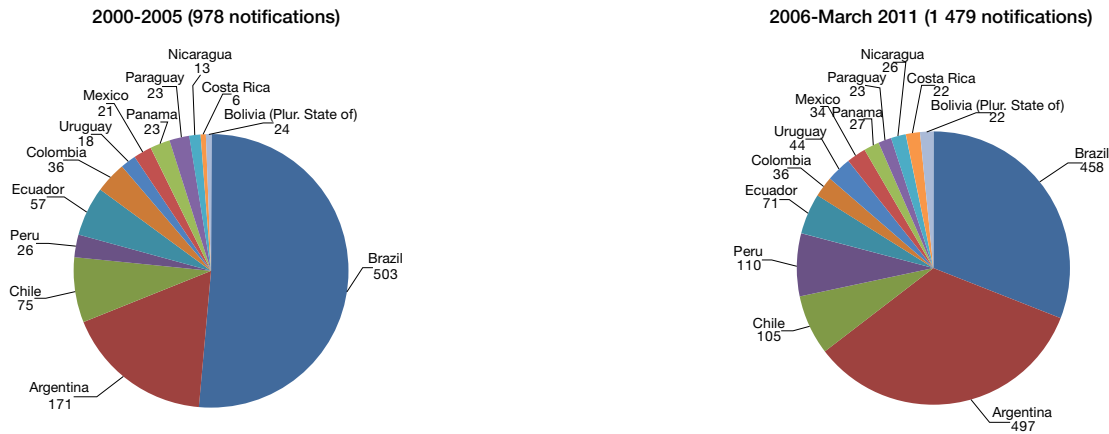 2000-2005 (978 notifications)
Nicaragua
13
Paraguay
23
Costa Rica
6
Mexico
21
Panama
23
Bolivia (Plur. State of)
24
Uruguay
18
Colombia
36
Ecuador
57
Peru
26
Chile
75
Argentina
171
Brazil
503
2006-March 2011 (1 479 notifications)
Nicaragua
26
Paraguay
23
Costa Rica
22
Mexico
34
Panama
27
Bolivia (Plur. State of)
22
Uruguay
44
Colombia
36
Ecuador
71
Peru
110
Chile
105
Brazil
458
Argentina
497